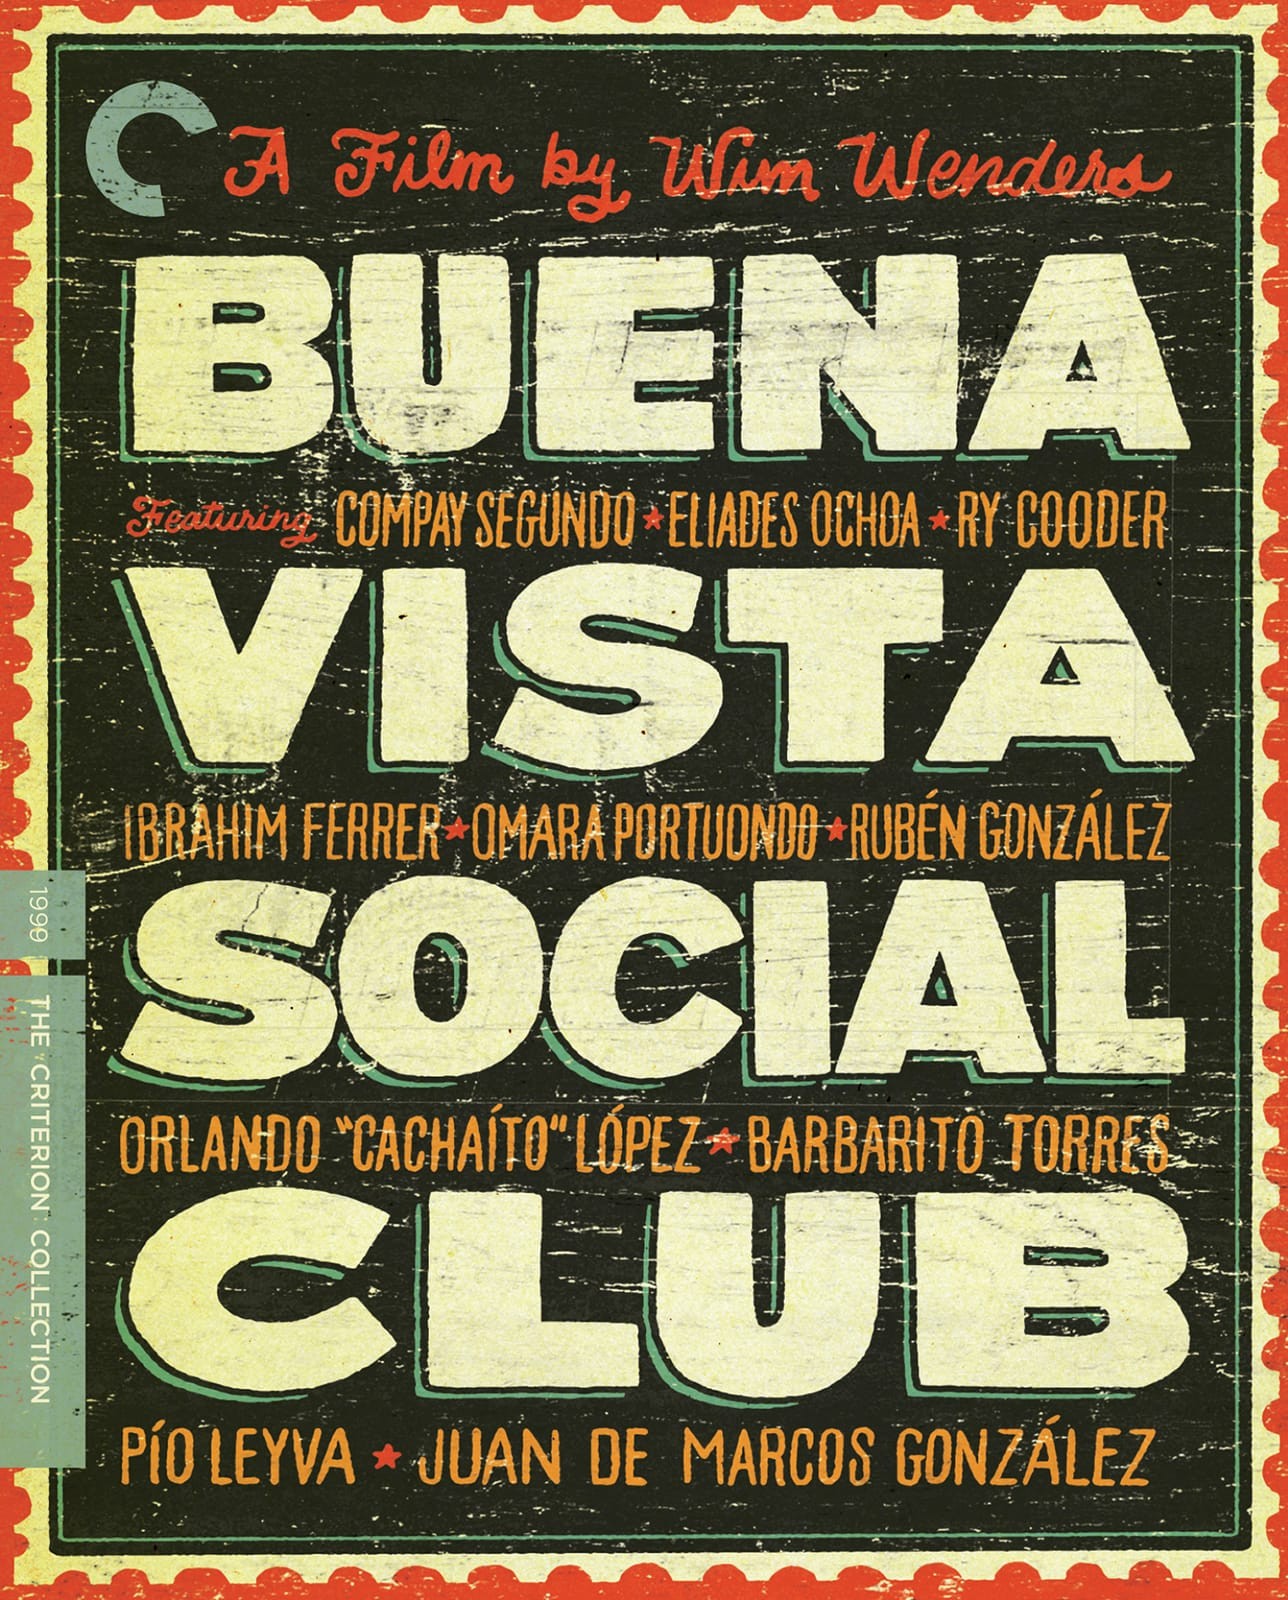 A Film by Wim Wenders
BUENA
Featuring COMPAY SEGUNDO ★ ELIADES OCHOA ★ RY COODER
VISTA
IBRAHIM FERRER ★ OMARA PORTUONDO ★ RUBÉN GONZÁLEZ
SOCIAL
ORLANDO "CACHAÍTO" LÓPEZ ★ BARBARITO TORRES
CLUB
PÍO LEYVA ★ JUAN DE MARCOS GONZÁLEZ
1999
THE CRITERION COLLECTION